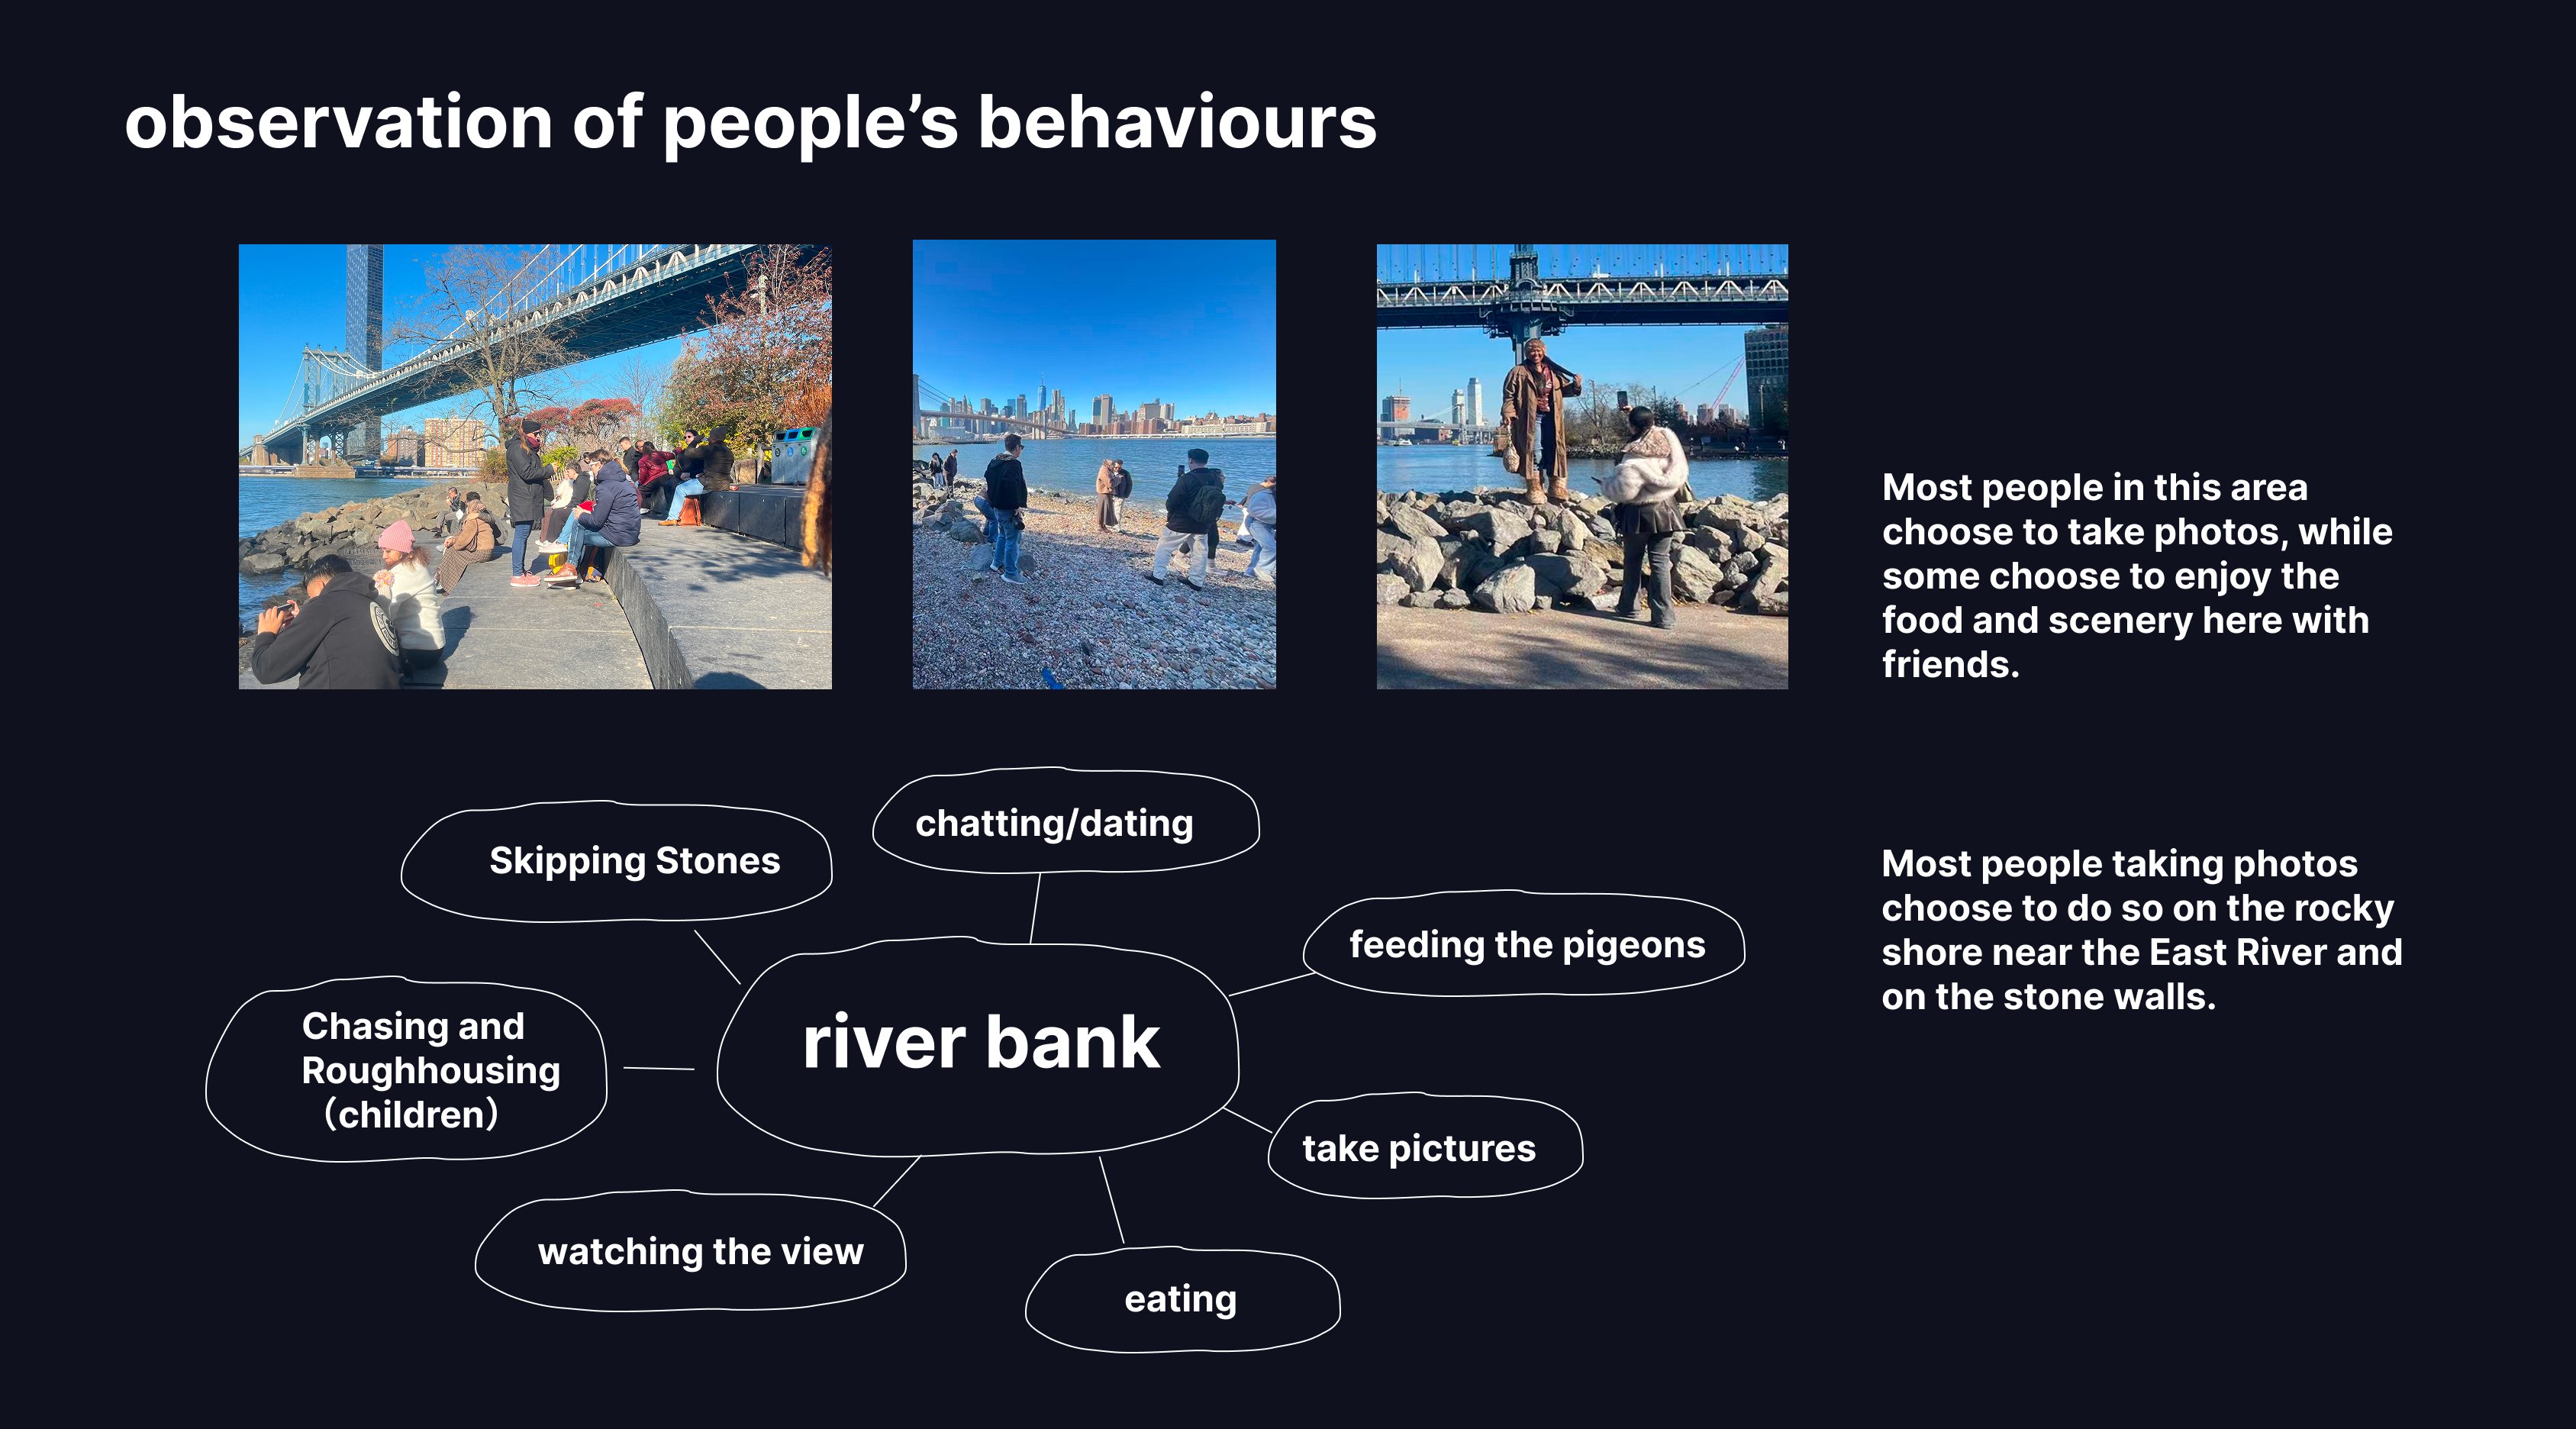 observation of people’s behaviours
Most people in this area
choose to take photos, while
some choose to enjoy the
food and scenery here with
friends.
Skipping Stones
chatting/dating
feeding the pigeons
Chasing and
Roughhousing
（children）
river bank
take pictures
watching the view
eating
Most people taking photos
choose to do so on the rocky
shore near the East River and
on the stone walls.